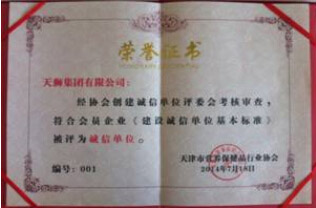 荣誉证书
天狮集团有限公司：
经协会创建诚信单位评委会考核审查，
符合会员企业《建设诚信单位基本标准》
被评为诚信单位。
编号：001
天津市营养保健品行业协会
2014年7月18日